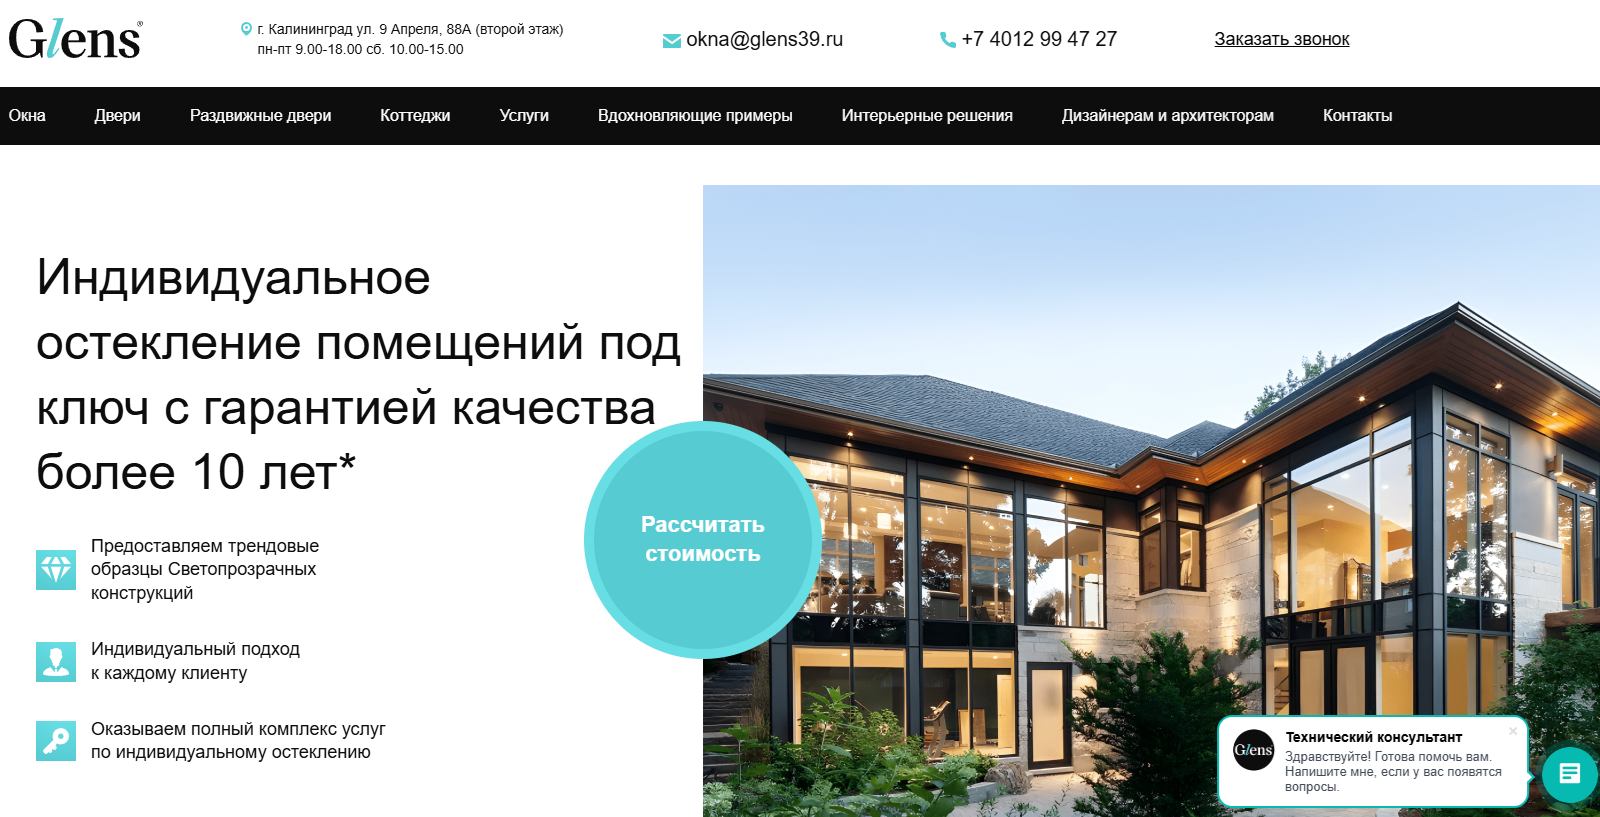 Glens®
г. Калининград ул. 9 Апреля, 88А (второй этаж)
пн-пт 9.00-18.00 сб. 10.00-15.00
okna@glens39.ru
+7 4012 99 47 27
Заказать звонок
Окна
Двери
Раздвижные двери
Коттеджи
Услуги
Вдохновляющие примеры
Интерьерные решения
Дизайнерам и архитекторам
Контакты
Индивидуальное
остекление помещений под
ключ с гарантией качества
более 10 лет*
Рассчитать
стоимость
Предоставляем трендовые
образцы Светопрозрачных
конструкций
Индивидуальный подход
к каждому клиенту
Оказываем полный комплекс услуг
по индивидуальному остеклению
Glens
Технический консультант
Здравствуйте! Готова помочь вам.
Напишите мне, если у вас появятся
вопросы.